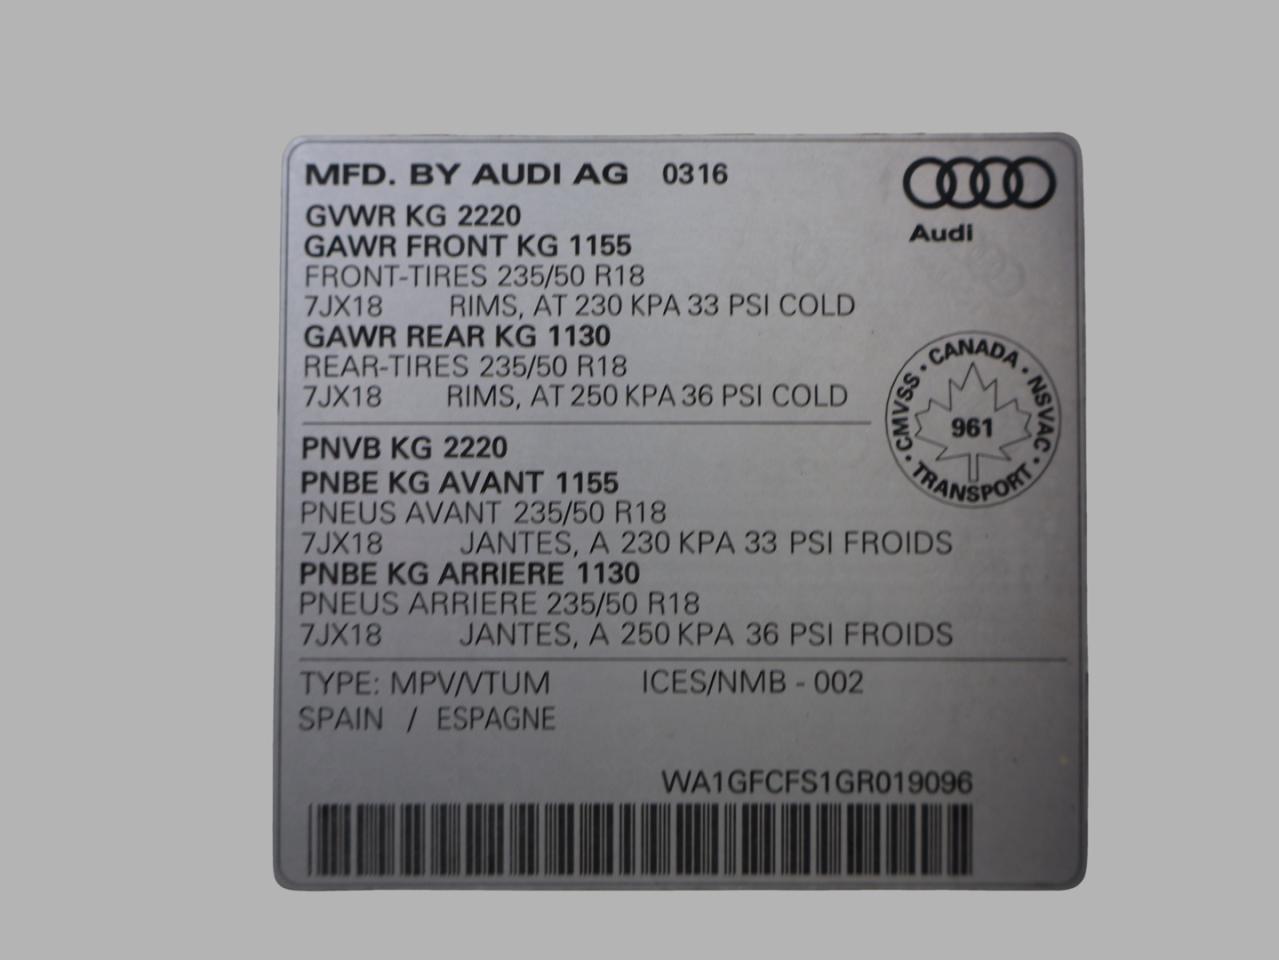 MFD. BY AUDI AG 0316
Audi
GVWR KG 2220
GAWR FRONT KG 1155
FRONT-TIRES 235/50 R18
7JX18 RIMS, AT 230 KPA 33 PSI COLD
GAWR REAR KG 1130
REAR-TIRES 235/50 R18
7JX18 RIMS, AT 250 KPA 36 PSI COLD
CMVSS · CANADA · NSVAC · TRANSPORT ·
961
PNVB KG 2220
PNBE KG AVANT 1155
PNEUS AVANT 235/50 R18
7JX18 JANTES, A 230 KPA 33 PSI FROIDS
PNBE KG ARRIERE 1130
PNEUS ARRIERE 235/50 R18
7JX18 JANTES, A 250 KPA 36 PSI FROIDS
TYPE: MPV/VTUM ICES/NMB - 002
SPAIN / ESPAGNE
WA1GFCFS1GR019096